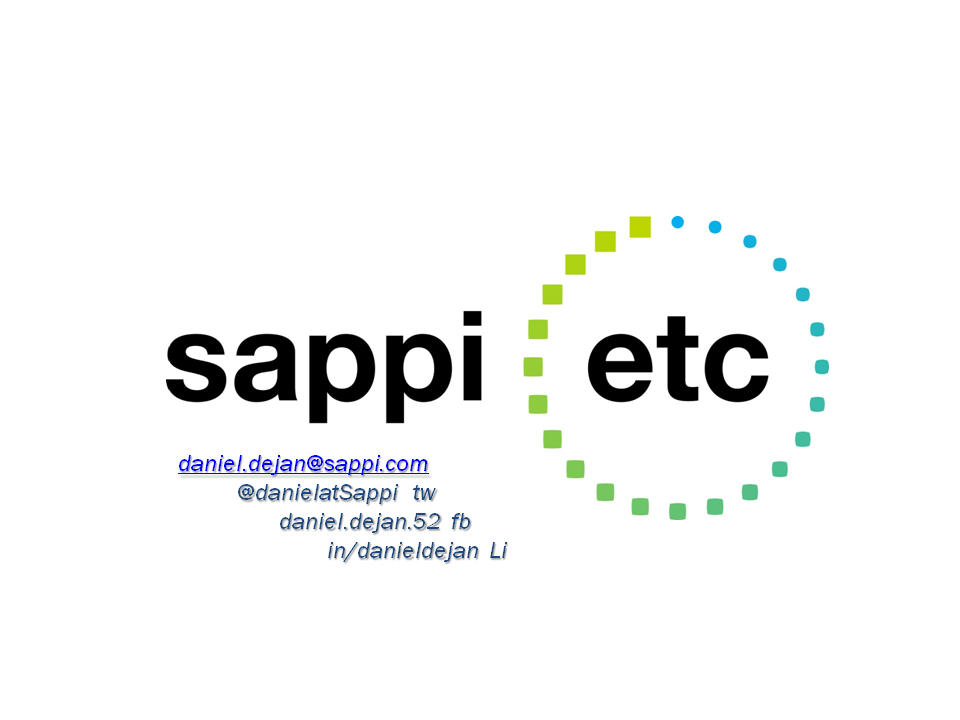 sappi etc
daniel.dejan@sappi.com
@danielatSappi tw
daniel.dejan.52 fb
in/danieldejan Li